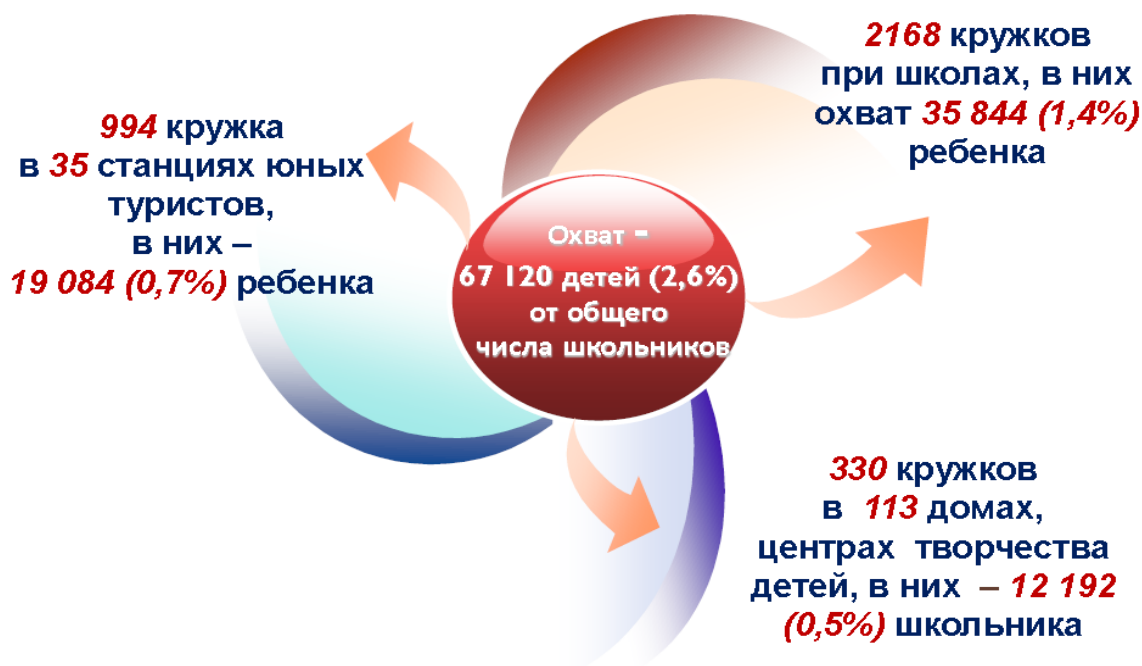 994 кружка
в 35 станциях юных
туристов,
в них –
19 084 (0,7%) ребенка
2168 кружков
при школах, в них
охват 35 844 (1,4%)
ребенка
Охват -
67 120 детей (2,6%)
от общего
числа школьников
330 кружков
в 113 домах,
центрах творчества
детей, в них – 12 192
(0,5%) школьника